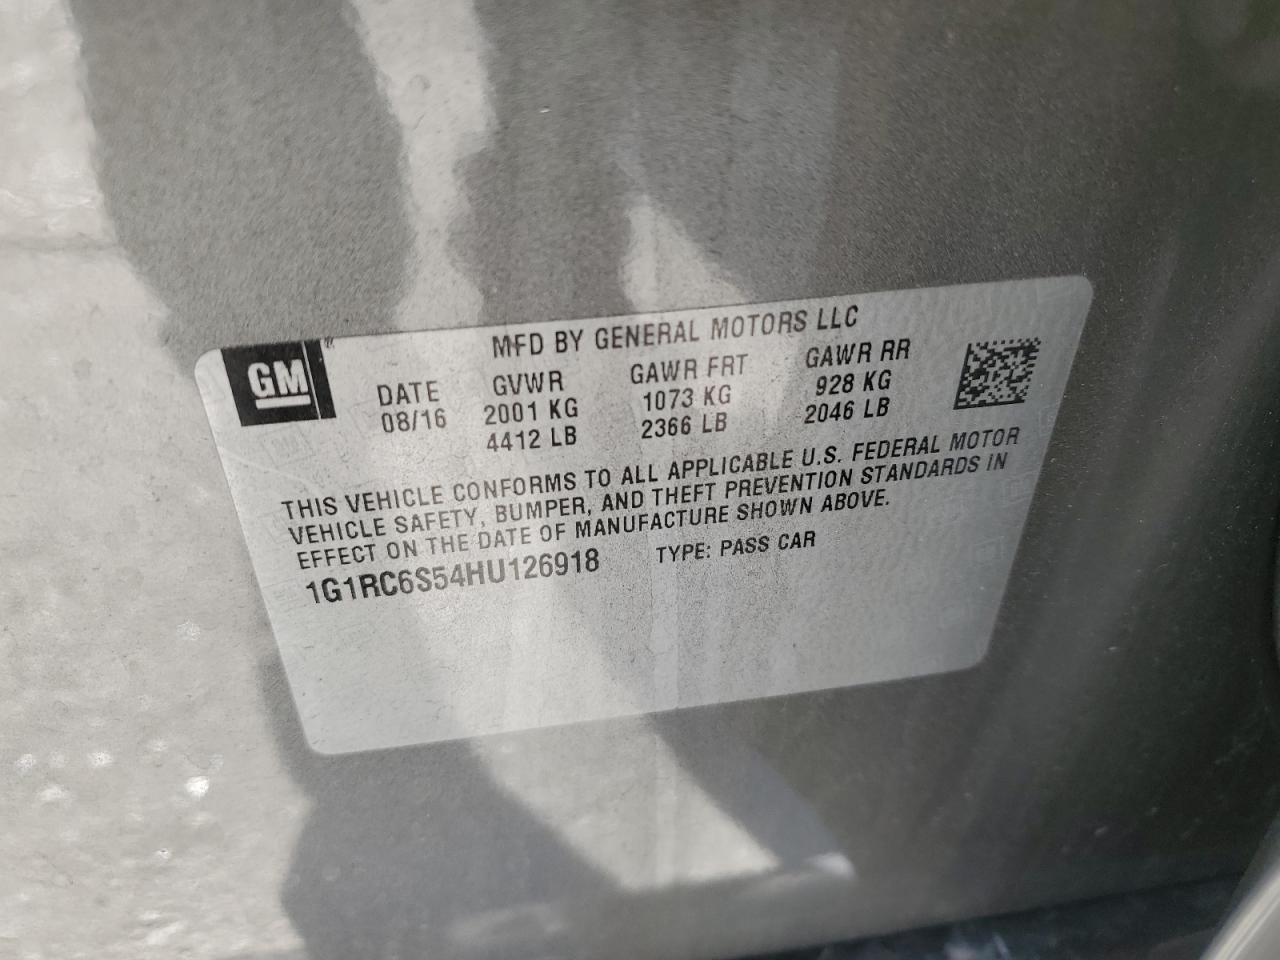 MFD BY GENERAL MOTORS LLC
GM ®
DATE GVWR GAWR FRT GAWR RR
08/16 2001 KG 1073 KG 928 KG
4412 LB 2366 LB 2046 LB
THIS VEHICLE CONFORMS TO ALL APPLICABLE U.S. FEDERAL MOTOR
VEHICLE SAFETY, BUMPER, AND THEFT PREVENTION STANDARDS IN
EFFECT ON THE DATE OF MANUFACTURE SHOWN ABOVE.
1G1RC6S54HU126918 TYPE: PASS CAR